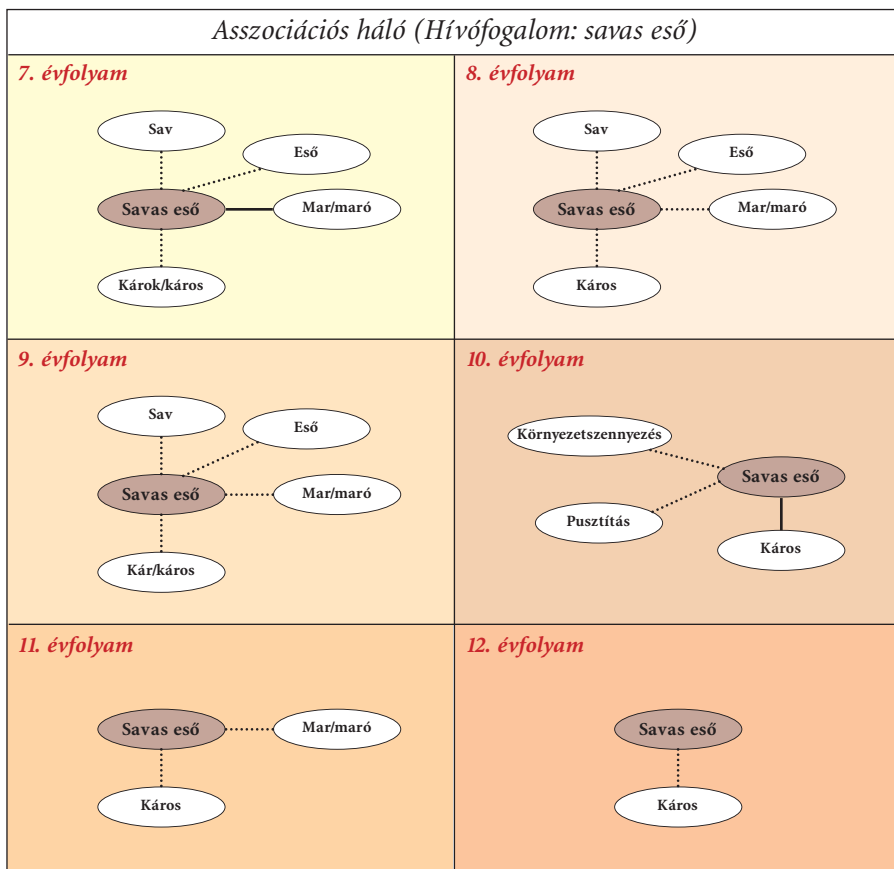 Asszociációs háló (Hívófogalom: savas eső)
7. évfolyam
Sav
Eső
Savas eső
Mar/maró
Károk/káros
8. évfolyam
Sav
Eső
Savas eső
Mar/maró
Káros
9. évfolyam
Sav
Eső
Savas eső
Mar/maró
Kár/káros
10. évfolyam
Környezetszennyezés
Savas eső
Pusztítás
Káros
11. évfolyam
Savas eső
Mar/maró
Káros
12. évfolyam
Savas eső
Káros